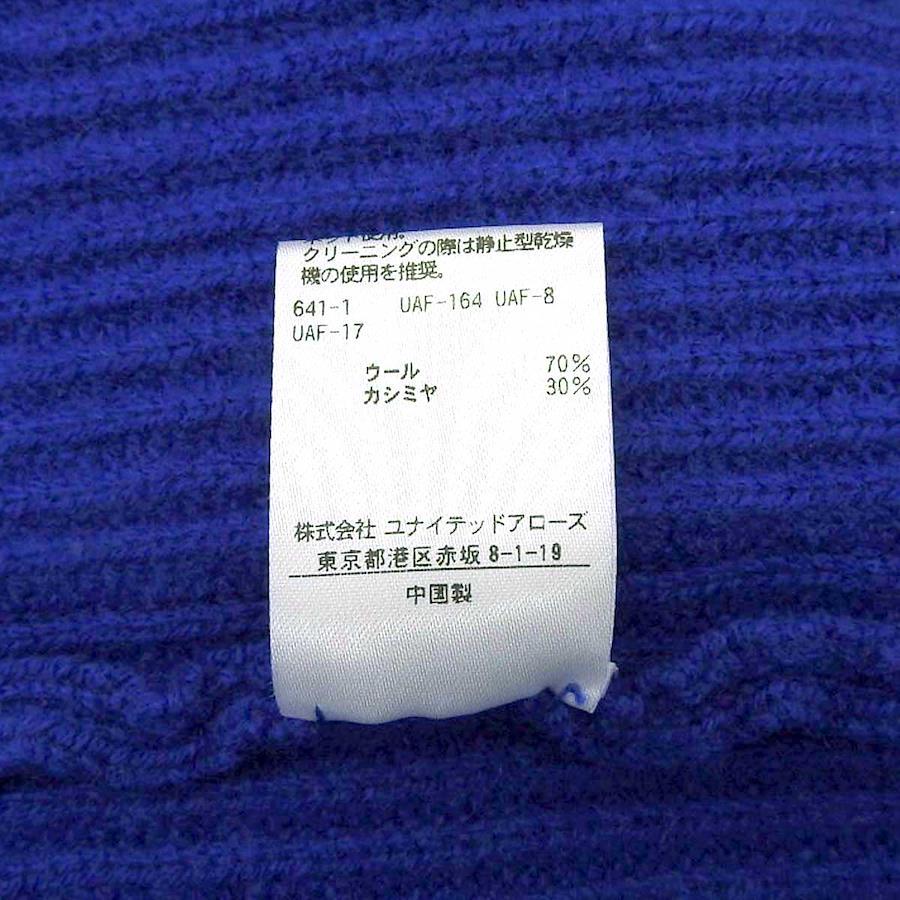 使用。
クリーニングの際は静止型乾燥
機の使用を推奨。
641-1 UAF-164 UAF-8
UAF-17
ウール 70%
カシミヤ 30%
株式会社 ユナイテッドアローズ
東京都港区赤坂 8-1-19
中国製